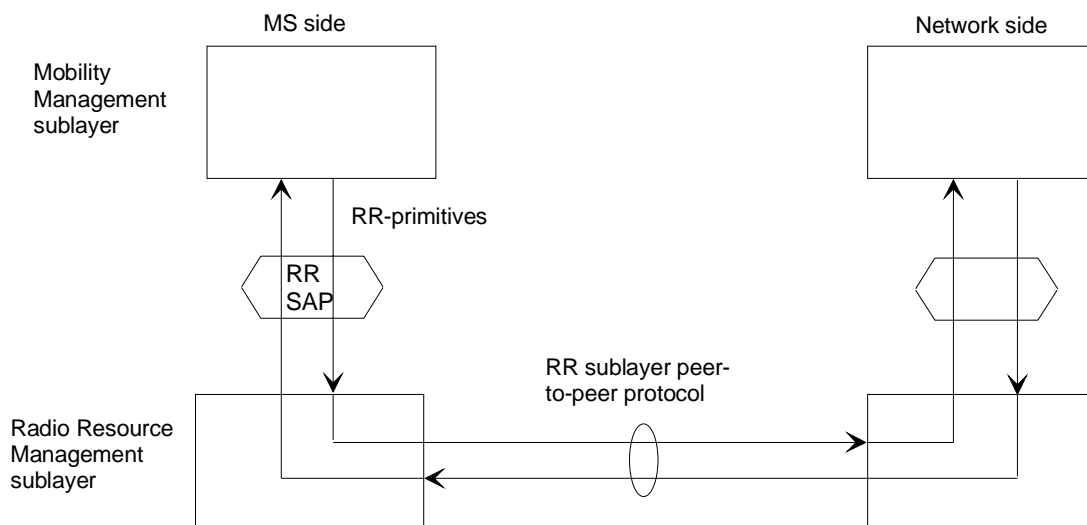 MS side
Network side
Mobility
Management
sublayer
RR-primitives
RR
SAP
RR sublayer peer-
to-peer protocol
Radio Resource
Management
sublayer